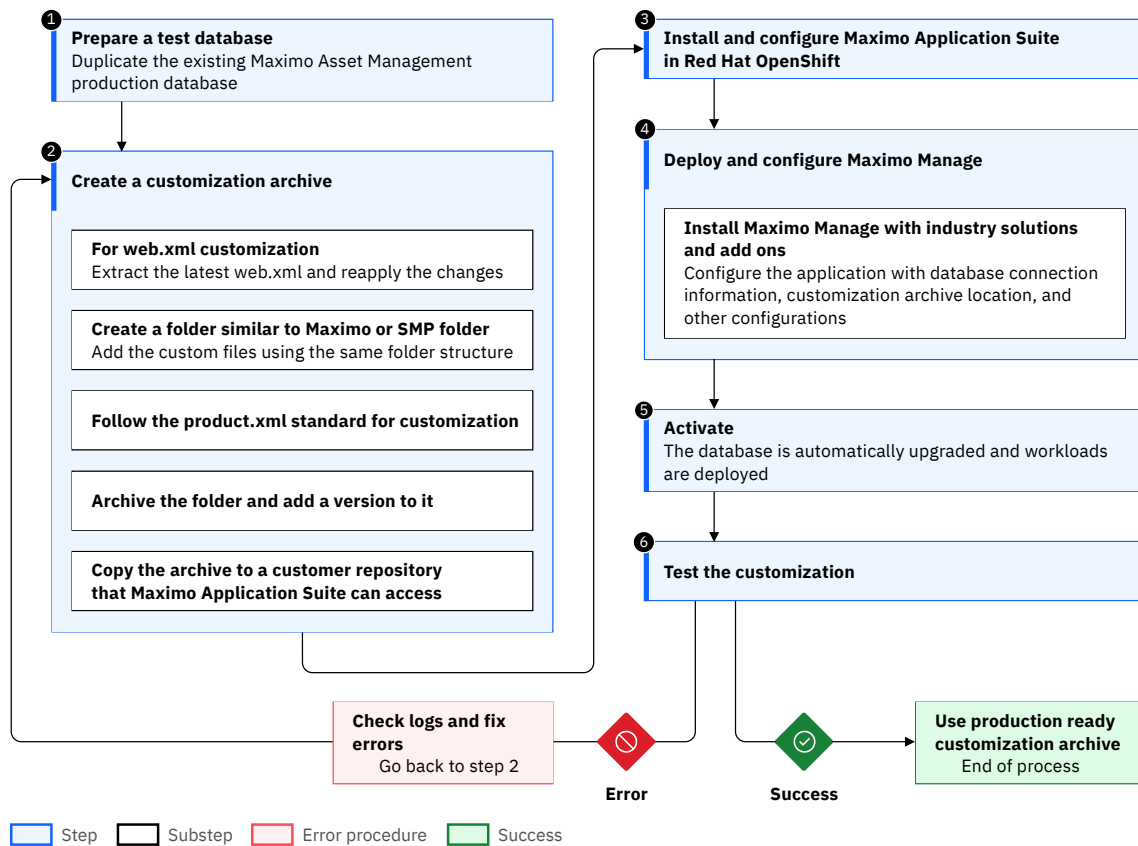 1
Prepare a test database
Duplicate the existing Maximo Asset Management
production database
2
Create a customization archive
For web.xml customization
Extract the latest web.xml and reapply the changes
Create a folder similar to Maximo or SMP folder
Add the custom files using the same folder structure
Follow the product.xml standard for customization
Archive the folder and add a version to it
Copy the archive to a customer repository
that Maximo Application Suite can access
3
Install and configure Maximo Application Suite
in Red Hat OpenShift
4
Deploy and configure Maximo Manage
Install Maximo Manage with industry solutions
and add ons
Configure the application with database connection
information, customization archive location, and
other configurations
5
Activate
The database is automatically upgraded and workloads
are deployed
6
Test the customization
Check logs and fix
errors
Go back to step 2
Error
Success
Use production ready
customization archive
End of process
Step
Substep
Error procedure
Success